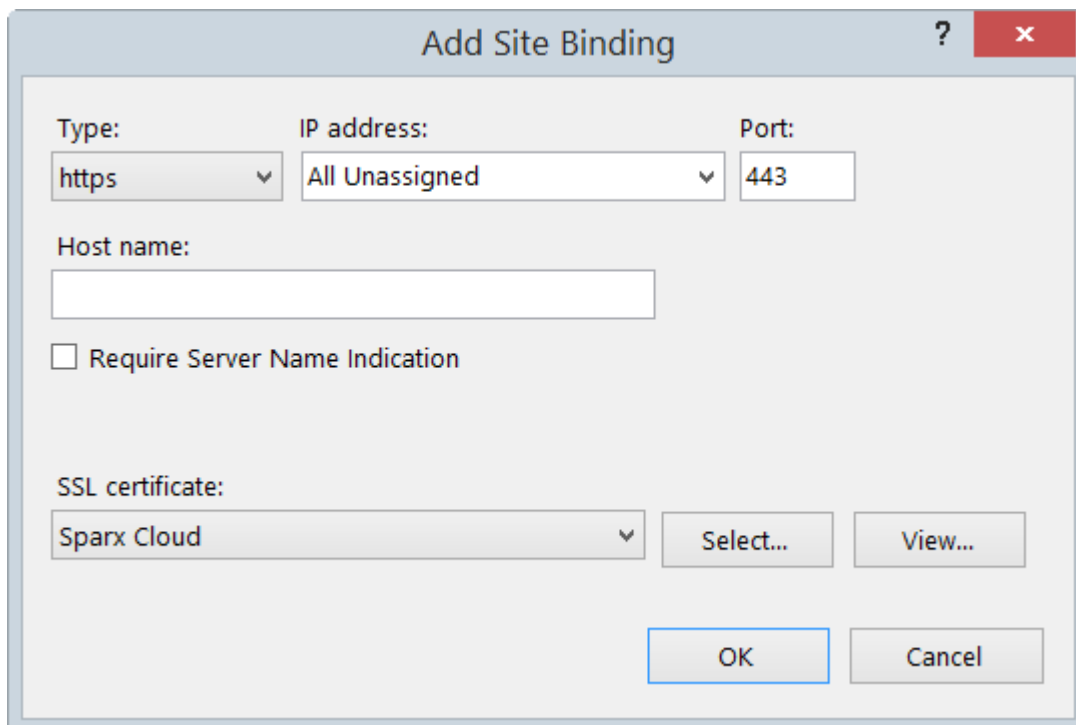 Add Site Binding
?
x
Type: IP address: Port:
https All Unassigned 443
Host name:
Require Server Name Indication
SSL certificate:
Sparx Cloud Select... View...
OK Cancel